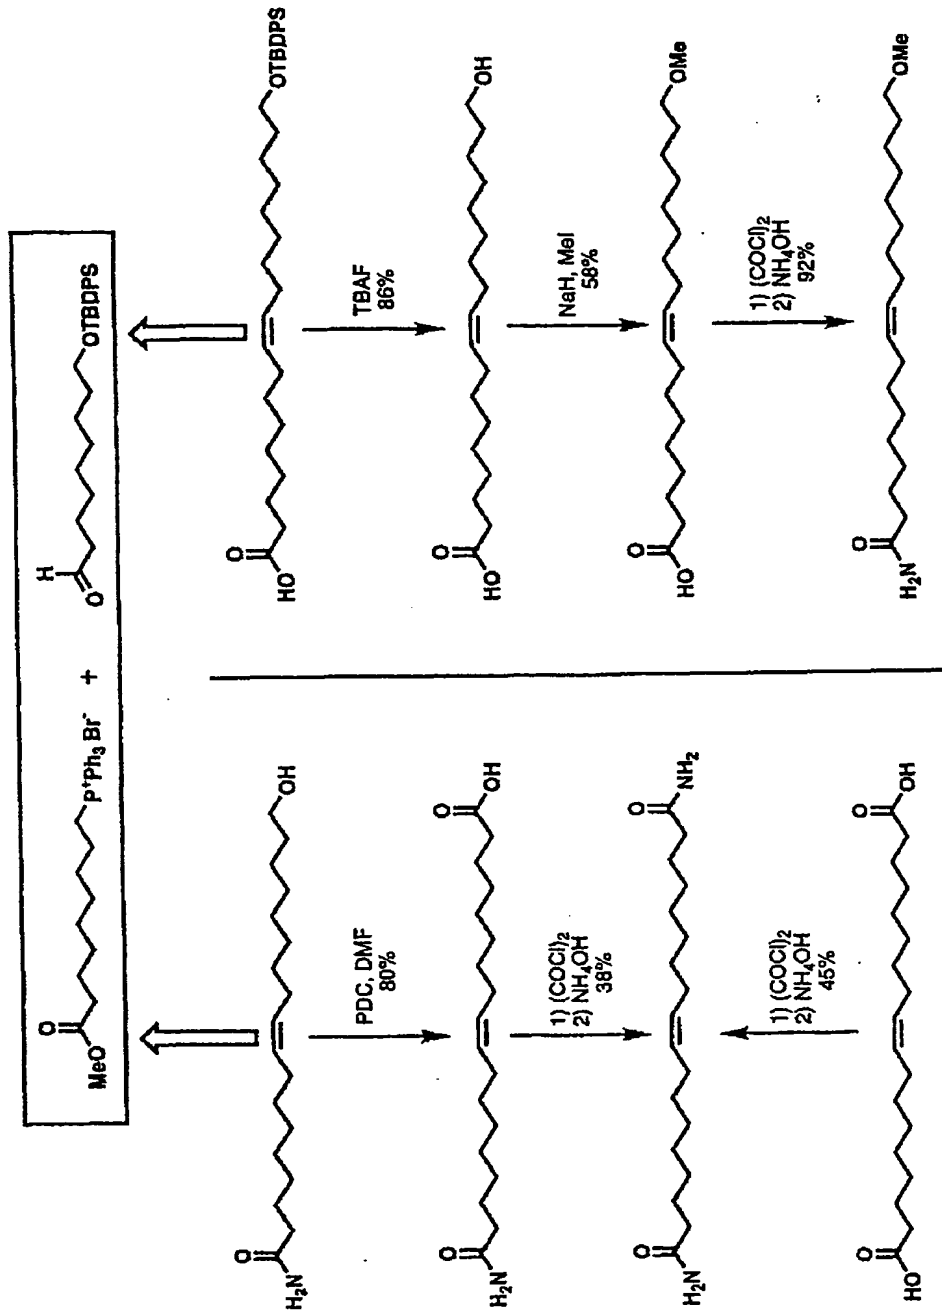 MeO
O
P⁺Ph₃ Br⁻
+
H
O
OTBDPS
O
H₂N
OH
PDC, DMF
80%
O
H₂N
O
OH
1) (COCl)₂
2) NH₄OH
38%
O
H₂N
O
NH₂
1) (COCl)₂
2) NH₄OH
45%
O
HO
O
OH
O
HO
OTBDPS
TBAF
86%
O
HO
OH
NaH, MeI
58%
O
HO
OMe
1) (COCl)₂
2) NH₄OH
92%
O
H₂N
OMe